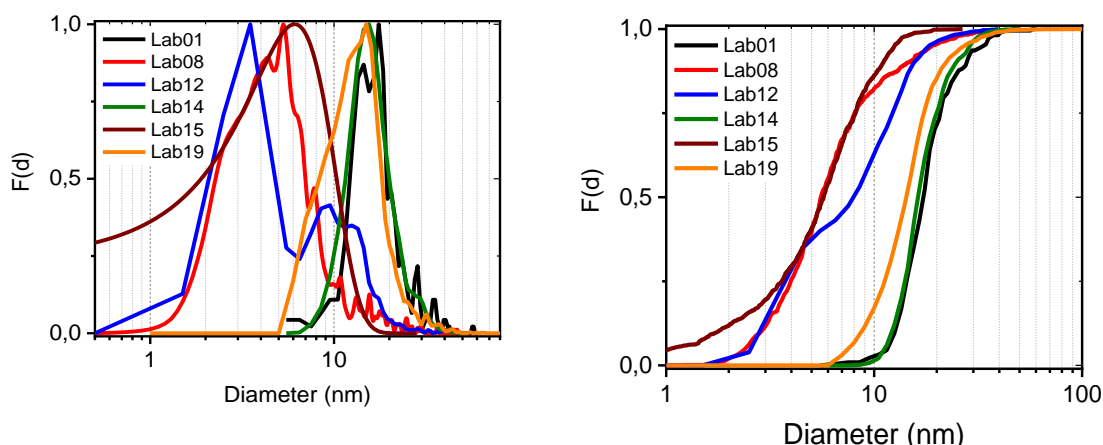 1,0
0,5
0,0
F(d)
Lab01
Lab08
Lab12
Lab14
Lab15
Lab19
1
10
Diameter (nm)
1,0
0,5
0,0
F(d)
Lab01
Lab08
Lab12
Lab14
Lab15
Lab19
1
10
100
Diameter (nm)